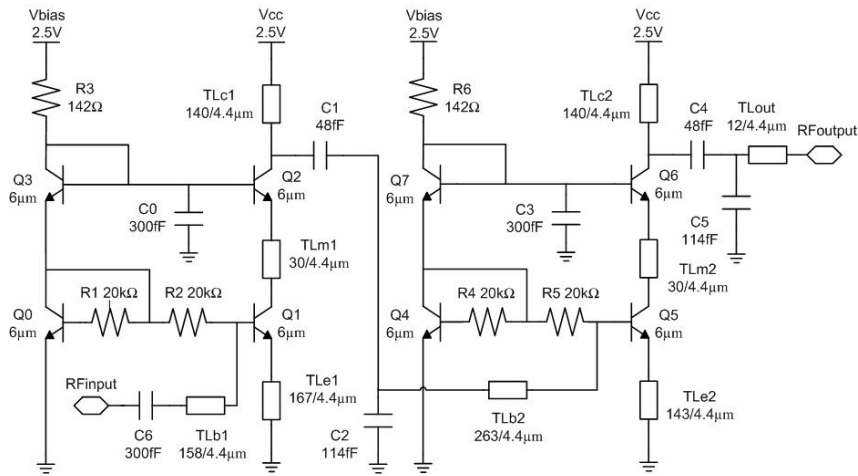 Vbias
2.5V
Vcc
2.5V
Vbias
2.5V
Vcc
2.5V
R3
142Ω
TLc1
140/4.4μm
C1
48fF
R6
142Ω
TLc2
140/4.4μm
C4
48fF
TLout
12/4.4μm
RFoutput
Q3
6μm
Q2
6μm
Q7
6μm
Q6
6μm
C0
300fF
C3
300fF
C5
114fF
TLm1
30/4.4μm
TLm2
30/4.4μm
R1 20kΩ
R2 20kΩ
R4 20kΩ
R5 20kΩ
Q0
6μm
Q1
6μm
Q4
6μm
Q5
6μm
RFinput
C6
300fF
TLb1
158/4.4μm
TLe1
167/4.4μm
C2
114fF
TLb2
263/4.4μm
TLe2
143/4.4μm